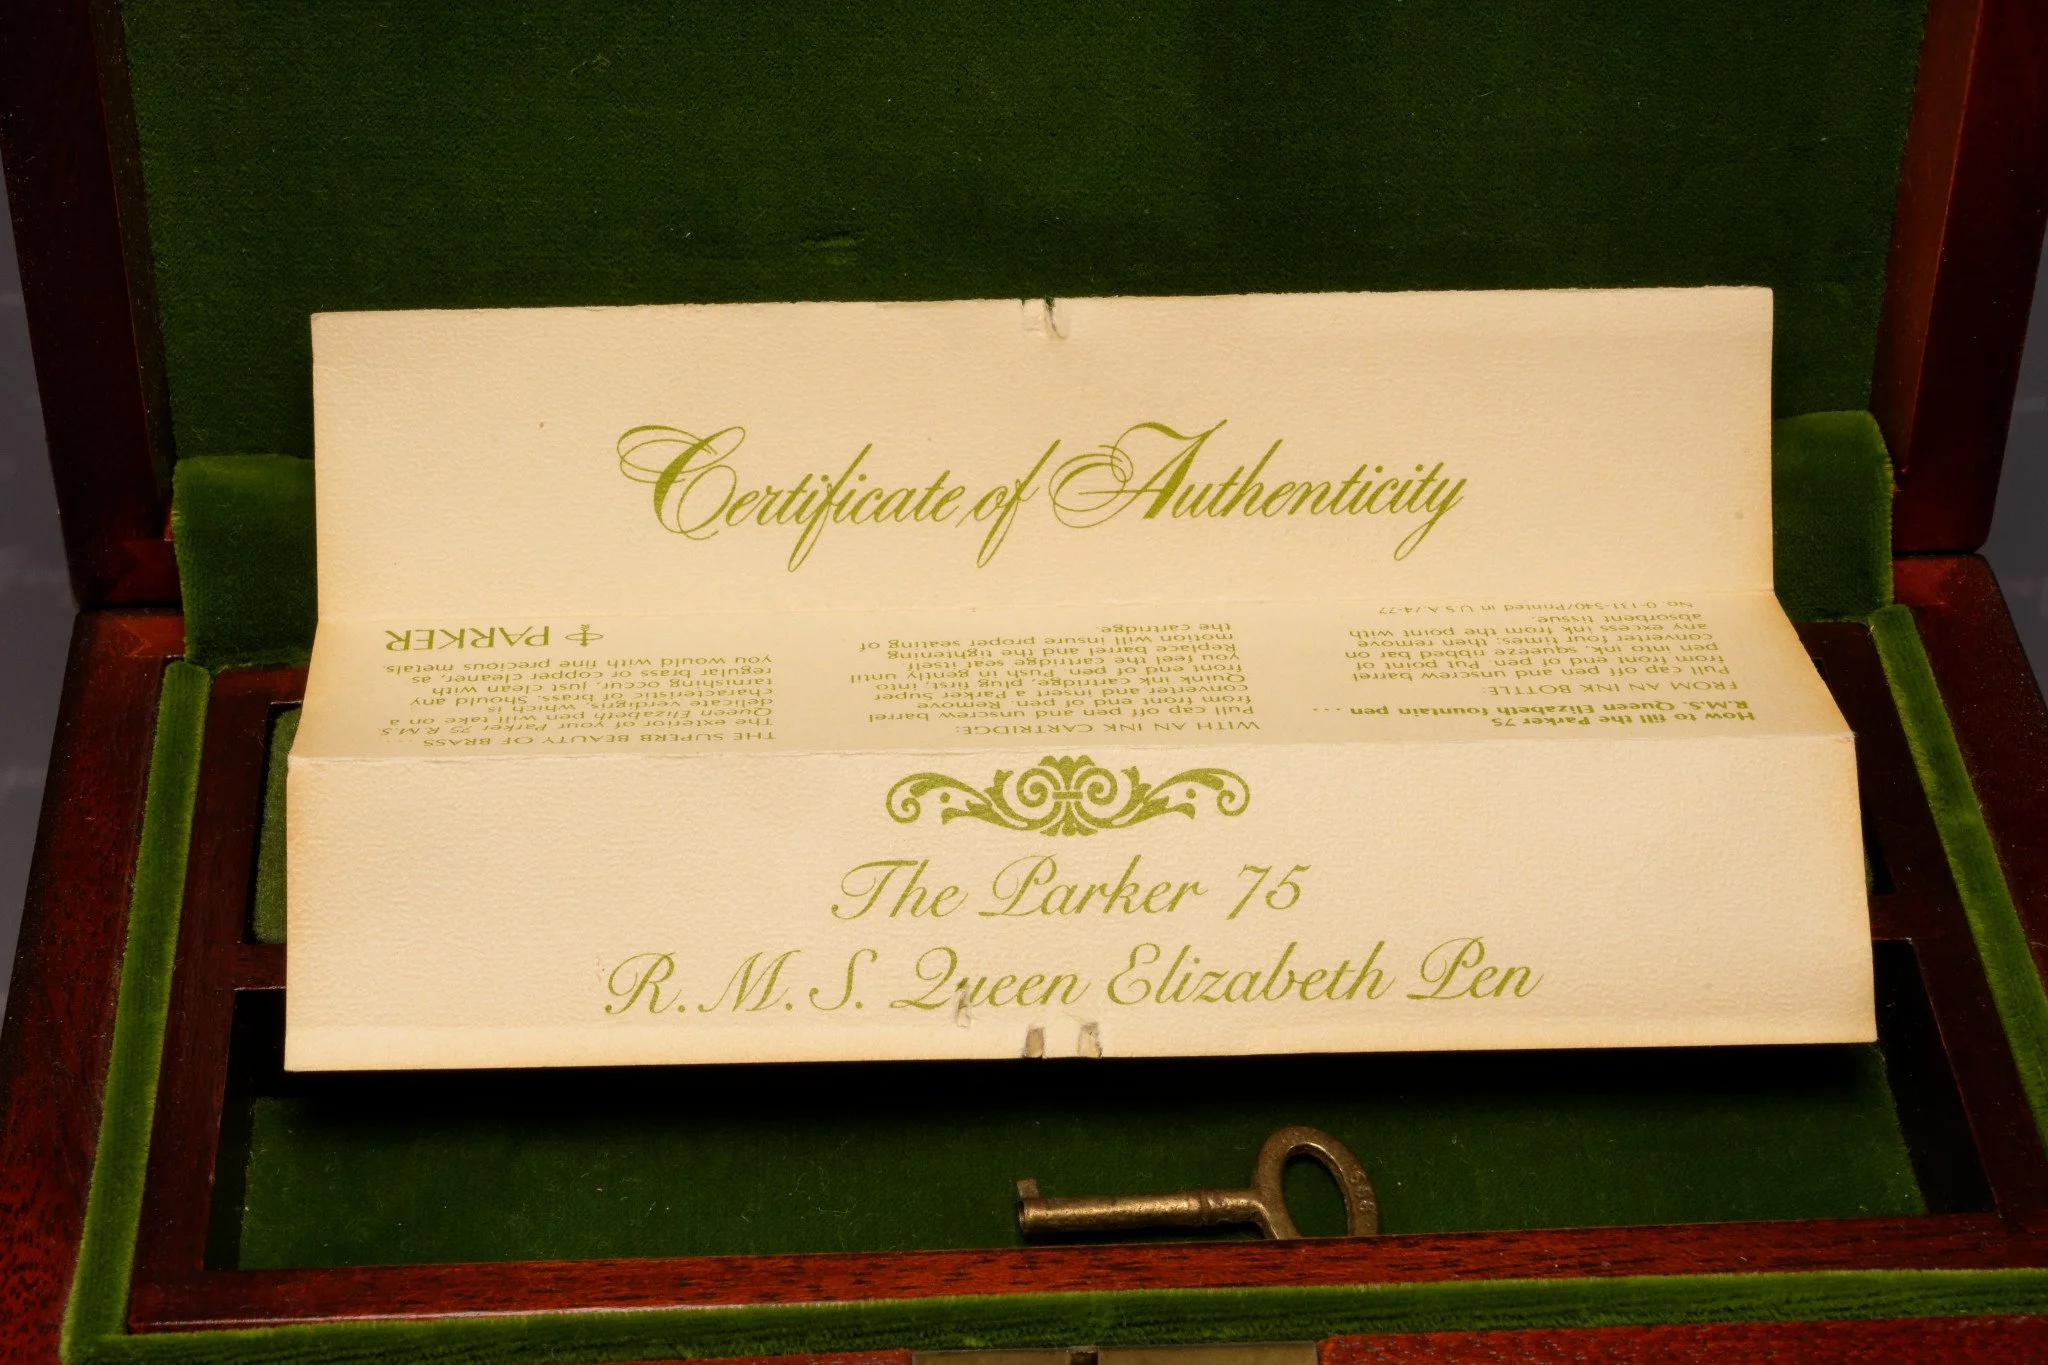 Certificate of Authenticity
How to fill the Parker 75
R.M.S. Queen Elizabeth fountain pen ...
FROM AN INK BOTTLE:
Pull cap off pen and unscrew barrel
from front end of pen. Put point of
pen into ink, squeeze ribbed bar on
converter four times; then remove
any excess ink from the point with
absorbent tissue.
No. 0-131-540/Printed in U.S.A./4-77
WITH AN INK CARTRIDGE:
Pull cap off pen and unscrew barrel
from front end of pen. Remove
converter and insert a Parker Super
Quink ink cartridge, plug, first, into
front end of pen. Push in gently until
you feel the cartridge seat itself.
Replace barrel and the tightening
motion will insure proper seating of
the cartridge.
THE SUPERB BEAUTY OF BRASS ...
The exterior of your Parker 75 R.M.S.
Queen Elizabeth pen will take on a
delicate verdigris, which is
characteristic of brass. Should any
tarnishing occur, just clean with
regular brass or copper cleaner, as
you would with fine precious metals.
PARKER
The Parker 75
R.M.S. Queen Elizabeth Pen